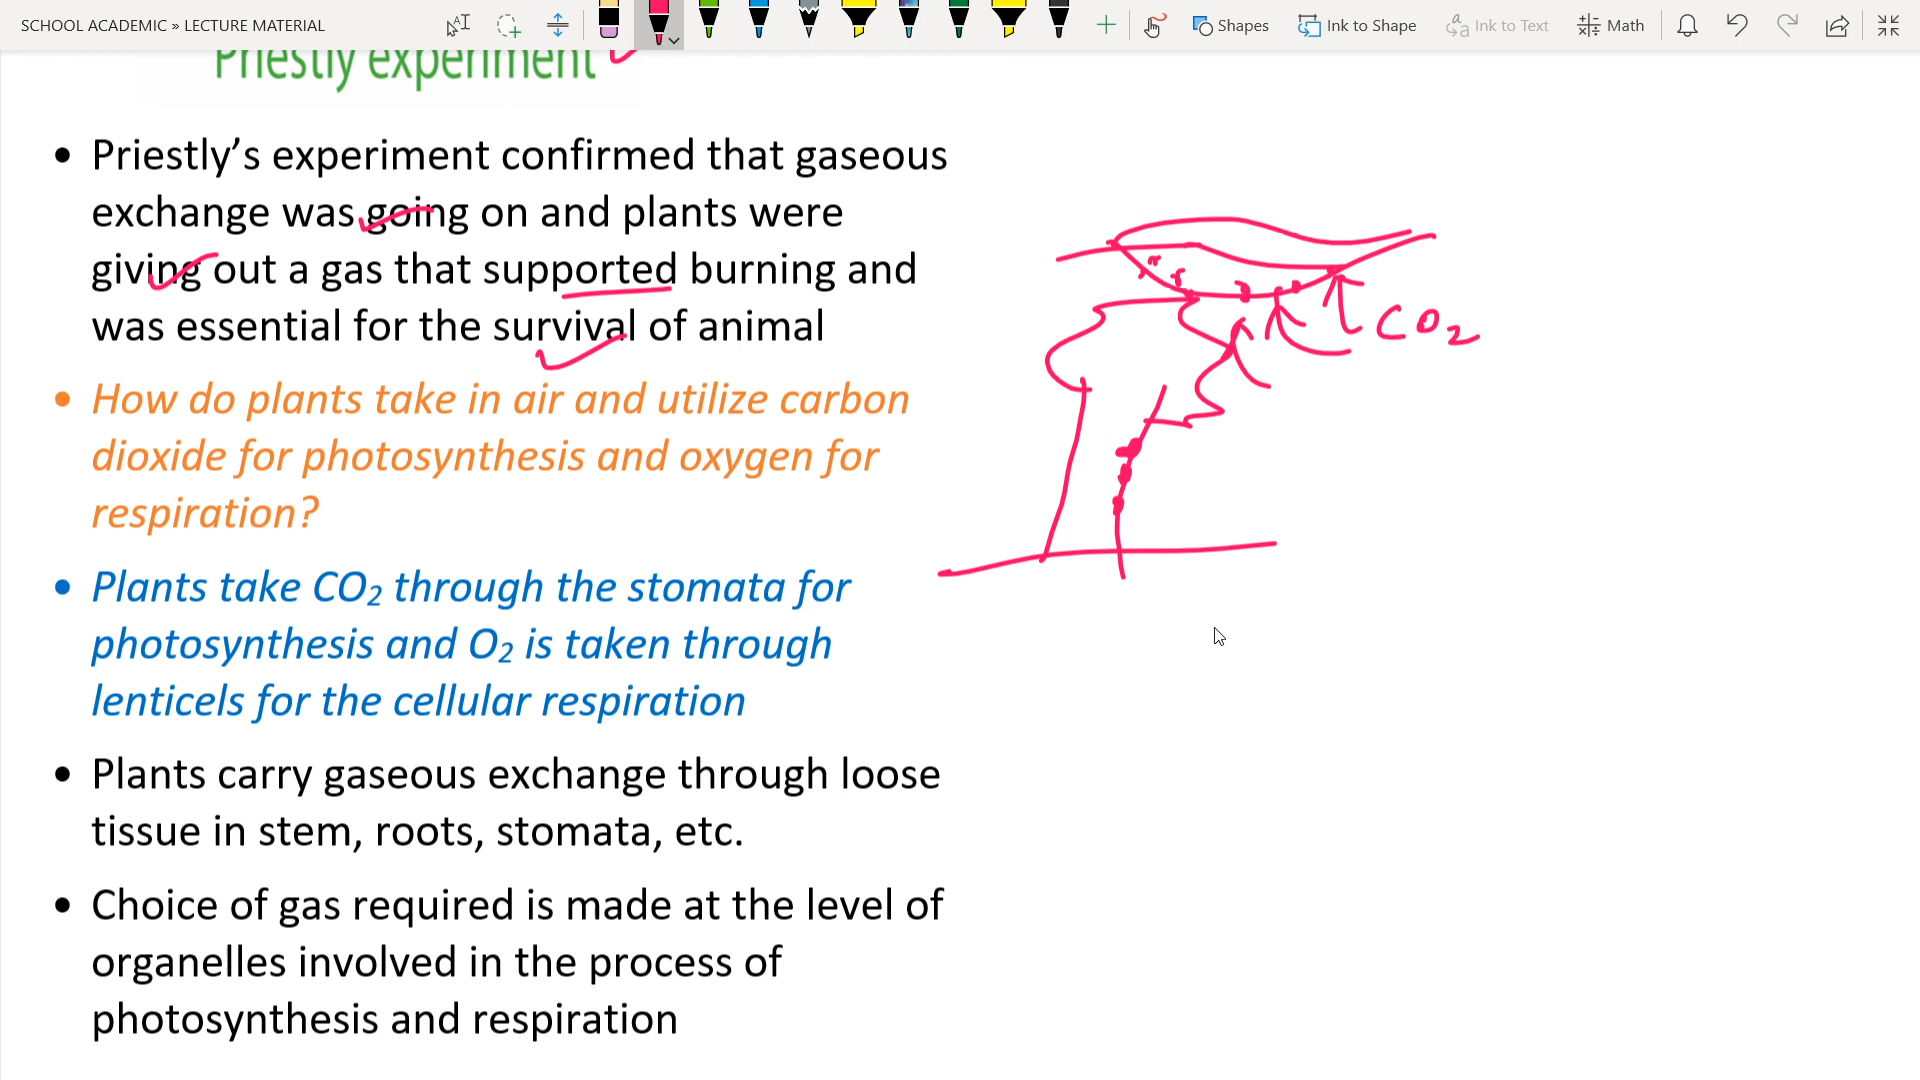 SCHOOL ACADEMIC » LECTURE MATERIAL
Shapes
Ink to Shape
Ink to Text
Math
Priestly experiment
• Priestly’s experiment confirmed that gaseous
exchange was going on and plants were
giving out a gas that supported burning and
was essential for the survival of animal
• How do plants take in air and utilize carbon
dioxide for photosynthesis and oxygen for
respiration?
• Plants take CO₂ through the stomata for
photosynthesis and O₂ is taken through
lenticels for the cellular respiration
• Plants carry gaseous exchange through loose
tissue in stem, roots, stomata, etc.
• Choice of gas required is made at the level of
organelles involved in the process of
photosynthesis and respiration
CO₂